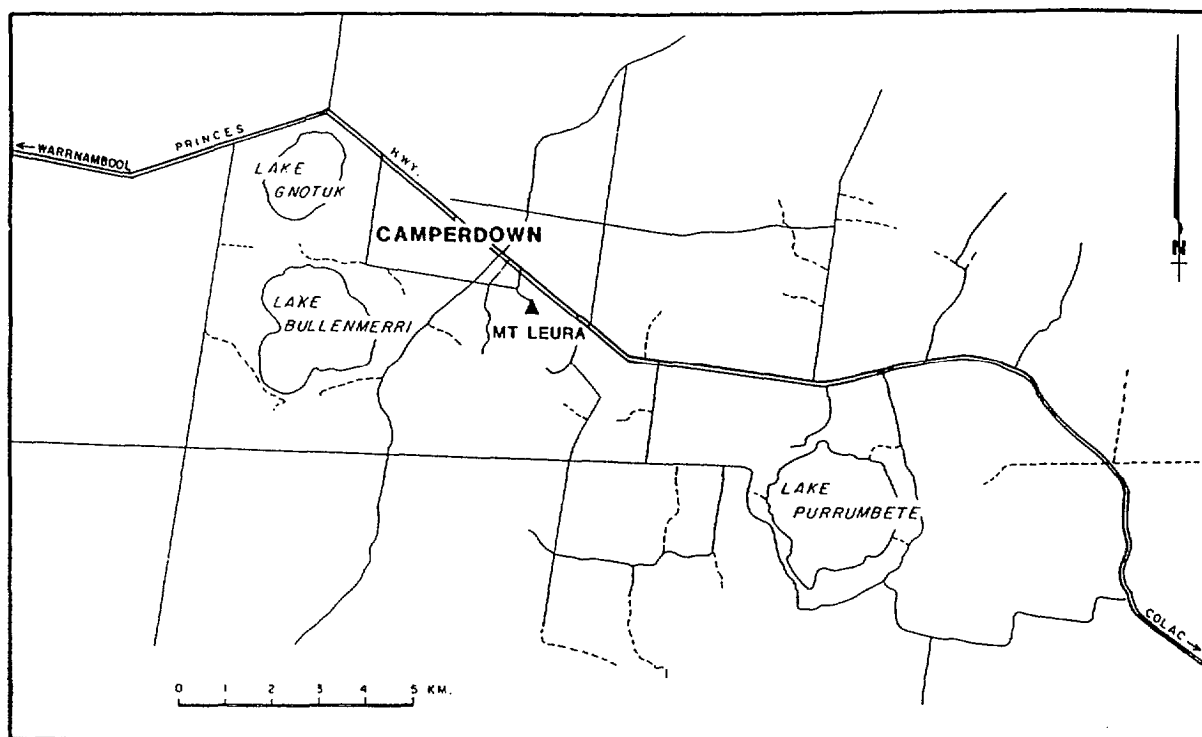 PRINCES
HWY.
← WARRNAMBOOL
LAKE
GNOTUK
CAMPERDOWN
N
LAKE
BULLENMERRI
MT LEURA
LAKE
PURRUMBETE
COLAC →
0 1 2 3 4 5 KM.